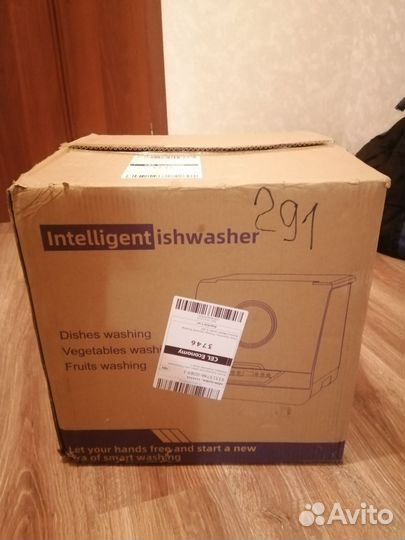 291
Intelligent ishwasher
Dishes washing
Vegetables wash
Fruits washing
CEL Economy
3746
Let your hands free and start a new
era of smart washing
Avito